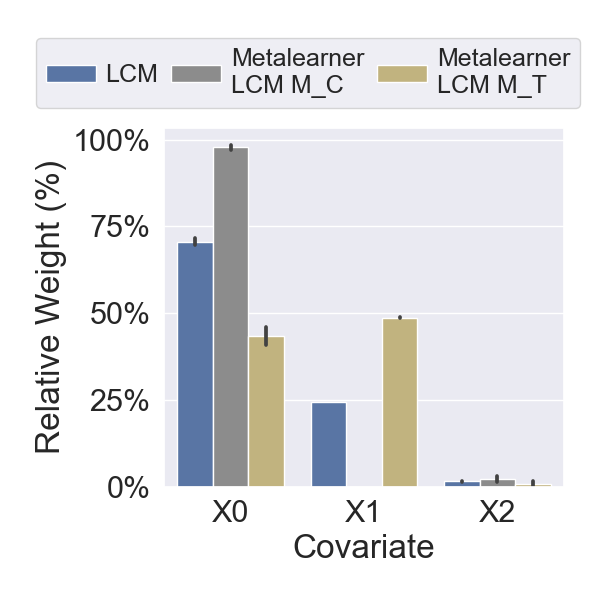 LCM
Metalearner
LCM M_C
Metalearner
LCM M_T
100%
75%
50%
25%
0%
Relative Weight (%)
X0 X1 X2
Covariate